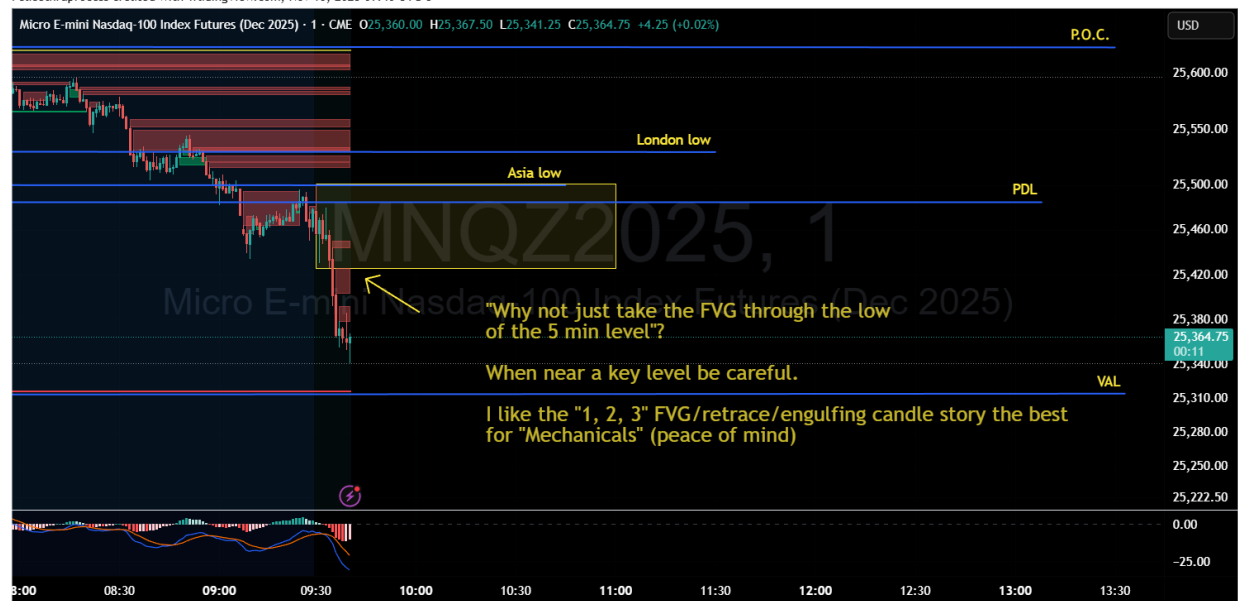 Micro E-mini Nasdaq-100 Index Futures (Dec 2025) · 1 · CME O25,360.00 H25,367.50 L25,341.25 C25,364.75 +4.25 (+0.02%)
USD
P.O.C.
25,600.00
25,550.00
London low
Asia low
25,500.00
PDL
MNQZ2025, 1
25,460.00
25,420.00
Micro E-mini Nasdaq-100 Index Futures (Dec 2025)
"Why not just take the FVG through the low
of the 5 min level"?
25,380.00
25,364.75
00:11
25,340.00
When near a key level be careful.
VAL
25,310.00
I like the "1, 2, 3" FVG/retrace/engulfing candle story the best
for "Mechanicals" (peace of mind)
25,280.00
25,250.00
25,222.50
0.00
−25.00
8:00 08:30 09:00 09:30 10:00 10:30 11:00 11:30 12:00 12:30 13:00 13:30